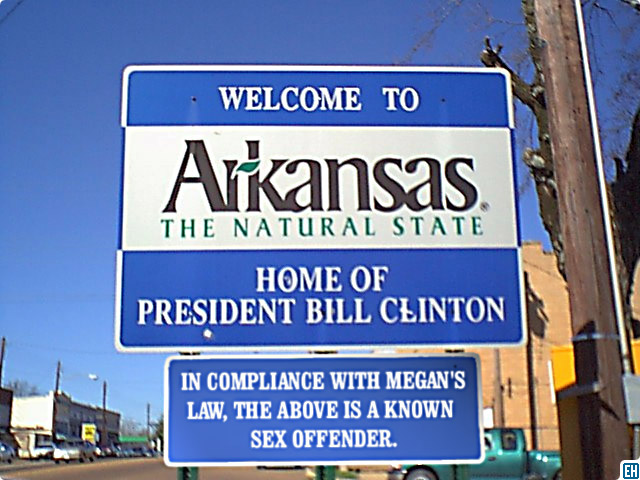 WELCOME TO
Arkansas®
THE NATURAL STATE
HOME OF
PRESIDENT BILL CLINTON
IN COMPLIANCE WITH MEGAN'S
LAW, THE ABOVE IS A KNOWN
SEX OFFENDER.
EH